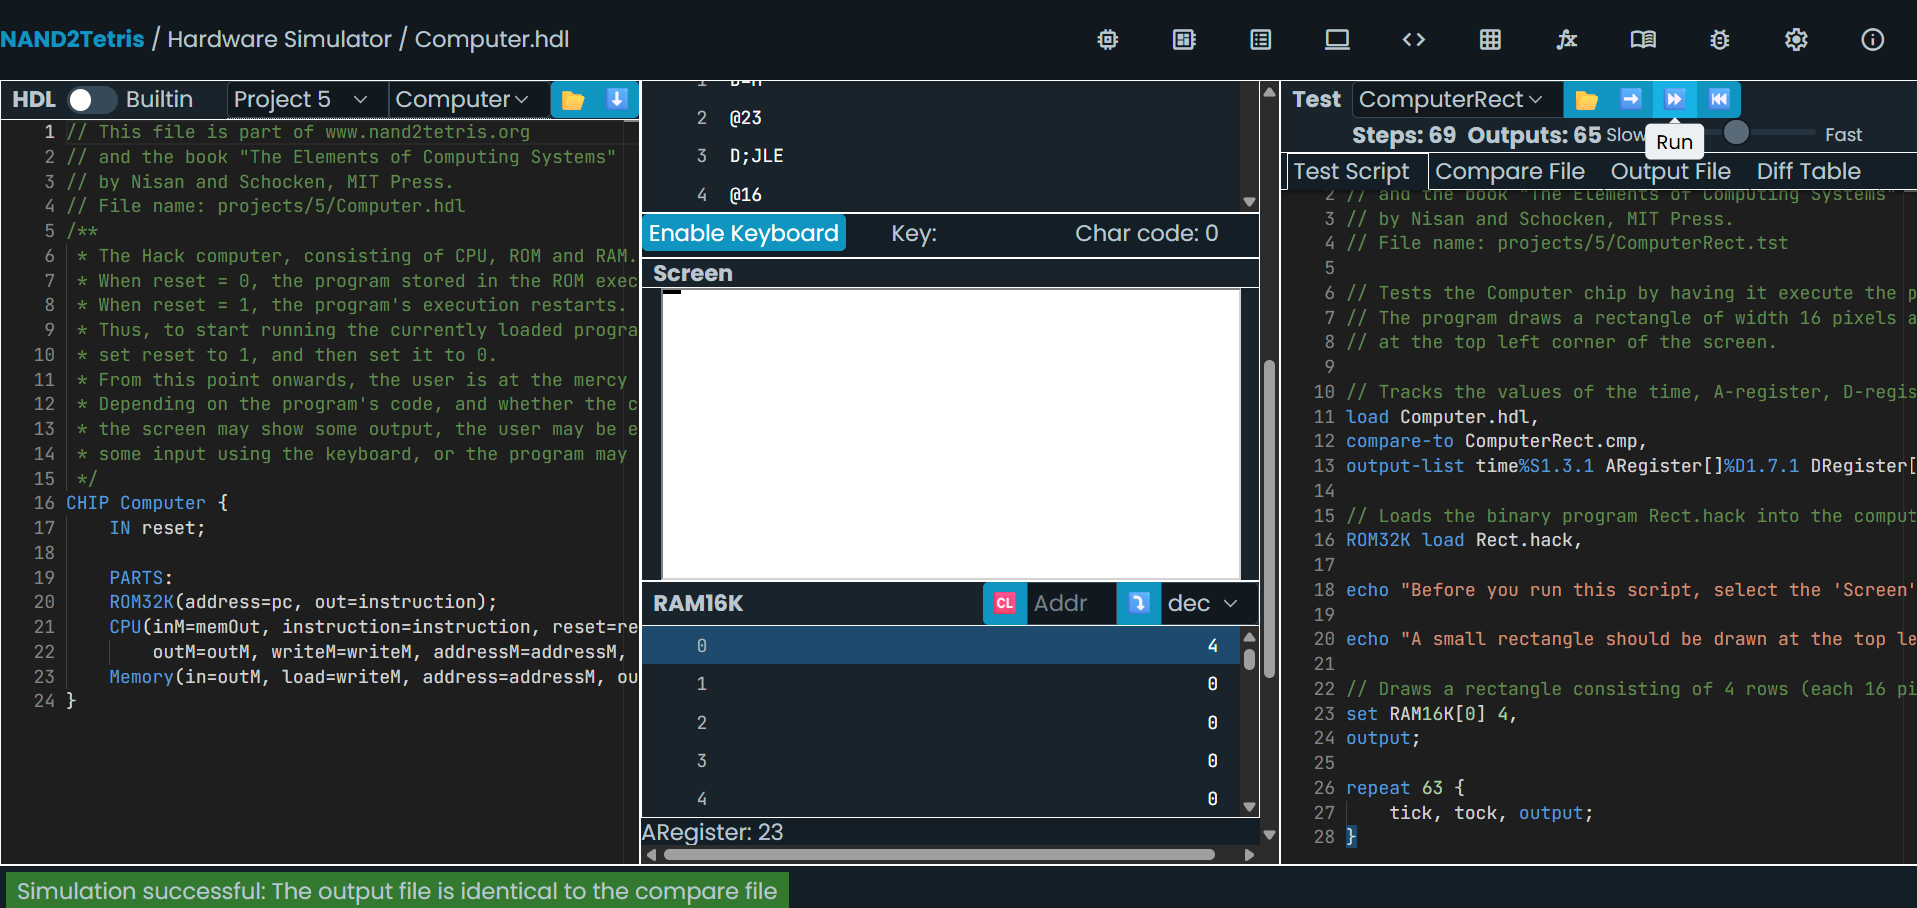 NAND2Tetris / Hardware Simulator / Computer.hdl
HDL Builtin Project 5 Computer
1 // This file is part of www.nand2tetris.org
2 // and the book "The Elements of Computing Systems"
3 // by Nisan and Schocken, MIT Press.
4 // File name: projects/5/Computer.hdl
5 /**
6 * The Hack computer, consisting of CPU, ROM and RAM.
7 * When reset = 0, the program stored in the ROM exec
8 * When reset = 1, the program's execution restarts.
9 * Thus, to start running the currently loaded progra
10 * set reset to 1, and then set it to 0.
11 * From this point onwards, the user is at the mercy
12 * Depending on the program's code, and whether the c
13 * the screen may show some output, the user may be e
14 * some input using the keyboard, or the program may
15 */
16 CHIP Computer {
17 IN reset;
18
19 PARTS:
20 ROM32K(address=pc, out=instruction);
21 CPU(inM=memOut, instruction=instruction, reset=re
22 outM=outM, writeM=writeM, addressM=addressM,
23 Memory(in=outM, load=writeM, address=addressM, ou
24 }
2 @23
3 D;JLE
4 @16
Enable Keyboard Key: Char code: 0
Screen
RAM16K CL Addr dec
0 4
1 0
2 0
3 0
4 0
ARegister: 23
Test ComputerRect
Steps: 69 Outputs: 65 Slow Fast
Run
Test Script Compare File Output File Diff Table
2 // and the book "The Elements of Computing Systems"
3 // by Nisan and Schocken, MIT Press.
4 // File name: projects/5/ComputerRect.tst
5
6 // Tests the Computer chip by having it execute the p
7 // The program draws a rectangle of width 16 pixels a
8 // at the top left corner of the screen.
9
10 // Tracks the values of the time, A-register, D-regis
11 load Computer.hdl,
12 compare-to ComputerRect.cmp,
13 output-list time%S1.3.1 ARegister[]%D1.7.1 DRegister[
14
15 // Loads the binary program Rect.hack into the comput
16 ROM32K load Rect.hack,
17
18 echo "Before you run this script, select the 'Screen'
19
20 echo "A small rectangle should be drawn at the top le
21
22 // Draws a rectangle consisting of 4 rows (each 16 pi
23 set RAM16K[0] 4,
24 output;
25
26 repeat 63 {
27 tick, tock, output;
28 }
Simulation successful: The output file is identical to the compare file